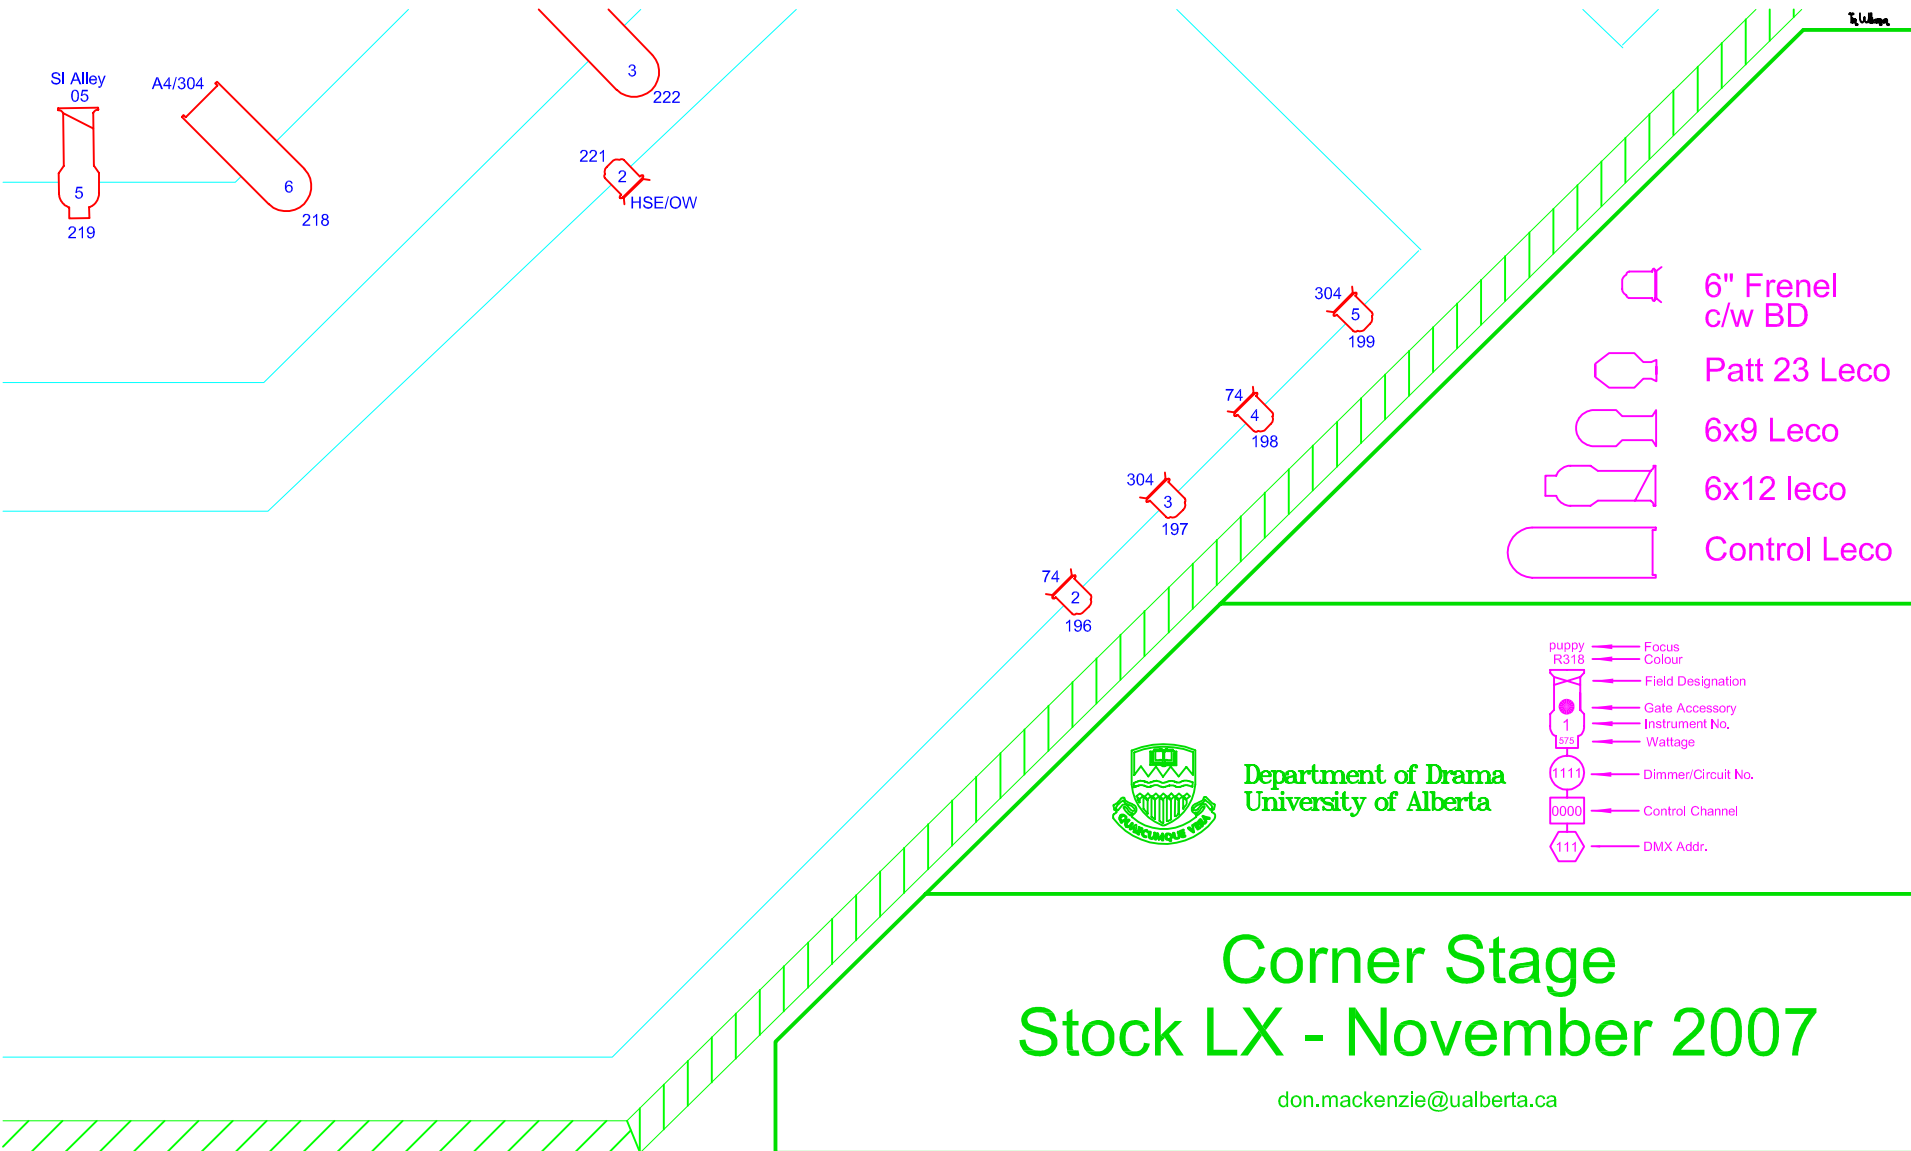 SI Alley
05
5
219
A4/304
6
218
3
222
221
2
HSE/OW
304
5
199
74
4
198
304
3
197
74
2
196
6" Frenel
c/w BD
Patt 23 Leco
6x9 Leco
6x12 leco
Control Leco
puppy
R318
1
575
1111
0000
111
Focus
Colour
Field Designation
Gate Accessory
Instrument No.
Wattage
Dimmer/Circuit No.
Control Channel
DMX Addr.
QUAECUMQUE VERA
Department of Drama
University of Alberta
Corner Stage
Stock LX - November 2007
don.mackenzie@ualberta.ca